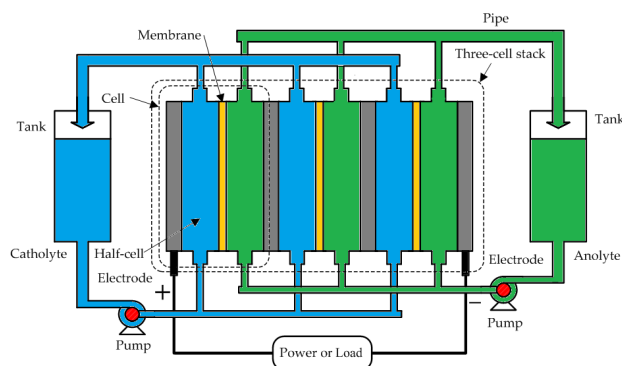 Pipe
Membrane
Three-cell stack
Cell
Tank
Tank
Catholyte
Half-cell
Electrode
Electrode
Anolyte
+
−
Pump
Pump
Power or Load